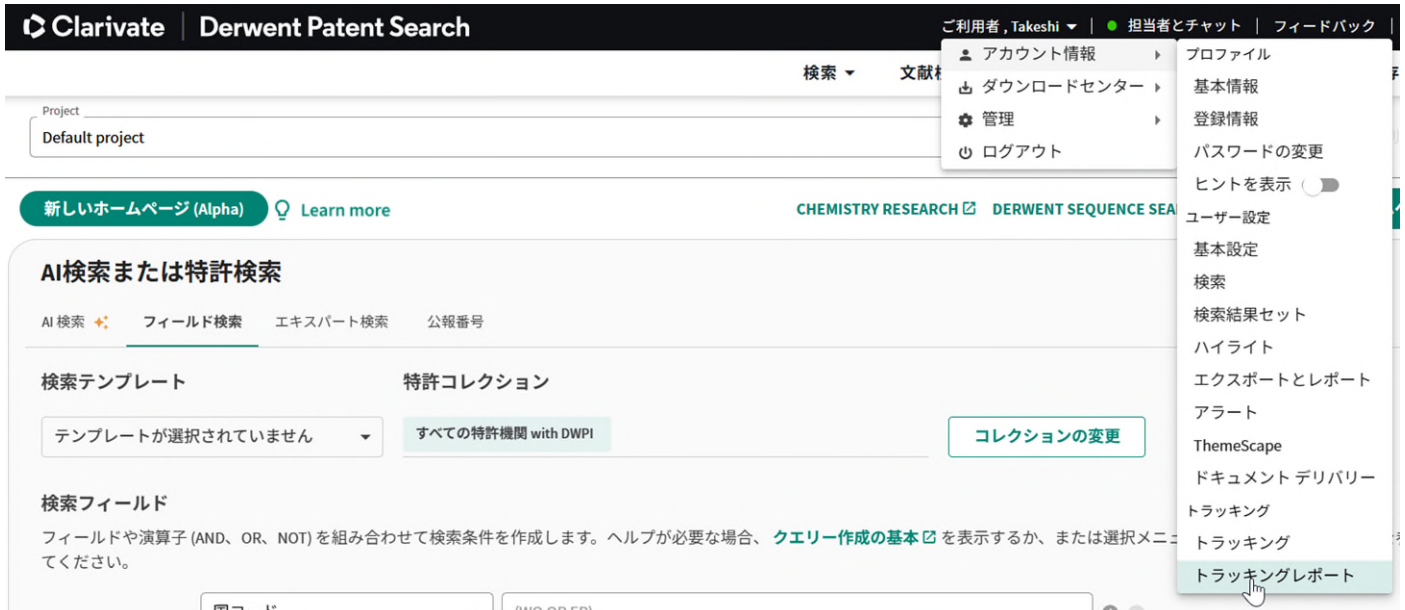 Clarivate | Derwent Patent Search
ご利用者 , Takeshi | 担当者とチャット | フィードバック |
検索
文献
アカウント情報
ダウンロードセンター
管理
ログアウト
プロファイル
基本情報
登録情報
パスワードの変更
ヒントを表示
ユーザー設定
基本設定
検索
検索結果セット
ハイライト
エクスポートとレポート
アラート
ThemeScape
ドキュメント デリバリー
トラッキング
トラッキング
トラッキングレポート
Project
Default project
新しいホームページ (Alpha)
Learn more
CHEMISTRY RESEARCH
DERWENT SEQUENCE
AI検索または特許検索
AI 検索
フィールド検索
エキスパート検索
公報番号
検索テンプレート
特許コレクション
テンプレートが選択されていません
すべての特許機関 with DWPI
コレクションの変更
検索フィールド
フィールドや演算子 (AND、OR、NOT) を組み合わせて検索条件を作成します。ヘルプが必要な場合、 クエリー作成の基本 を表示するか、または選択メニ
てください。